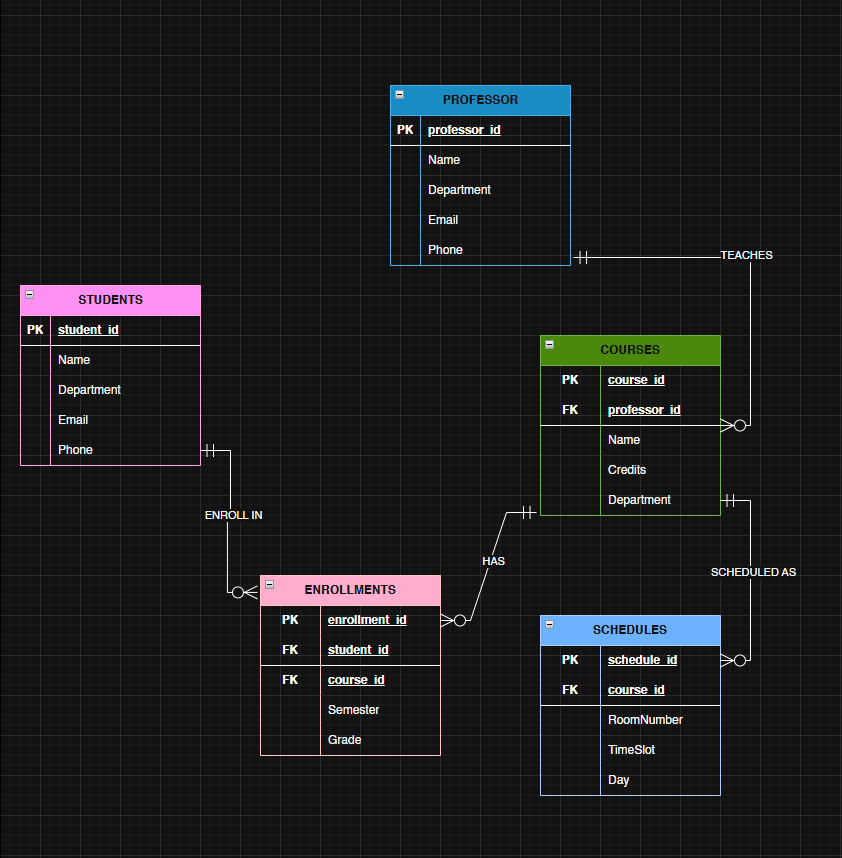 PROFESSOR
PK professor_id
Name
Department
Email
Phone
TEACHES
STUDENTS
PK student_id
Name
Department
Email
Phone
COURSES
PK course_id
FK professor_id
Name
Credits
Department
ENROLL IN
HAS
SCHEDULED AS
ENROLLMENTS
PK enrollment_id
FK student_id
FK course_id
Semester
Grade
SCHEDULES
PK schedule_id
FK course_id
RoomNumber
TimeSlot
Day